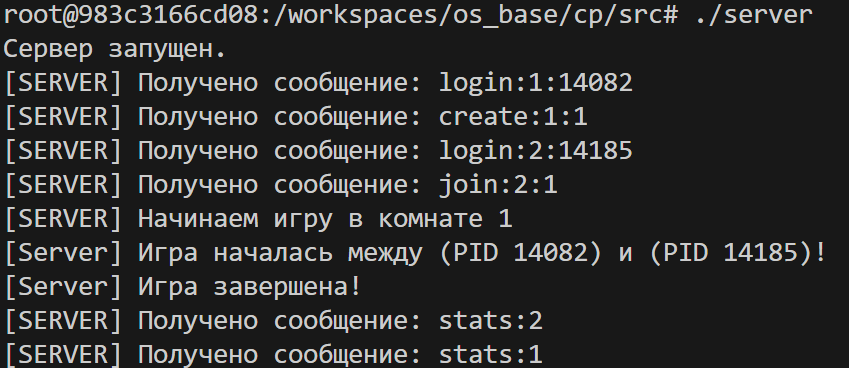 root@983c3166cd08:/workspaces/os_base/cp/src# ./server
Сервер запущен.
[SERVER] Получено сообщение: login:1:14082
[SERVER] Получено сообщение: create:1:1
[SERVER] Получено сообщение: login:2:14185
[SERVER] Получено сообщение: join:2:1
[SERVER] Начинаем игру в комнате 1
[Server] Игра началась между (PID 14082) и (PID 14185)!
[Server] Игра завершена!
[SERVER] Получено сообщение: stats:2
[SERVER] Получено сообщение: stats:1